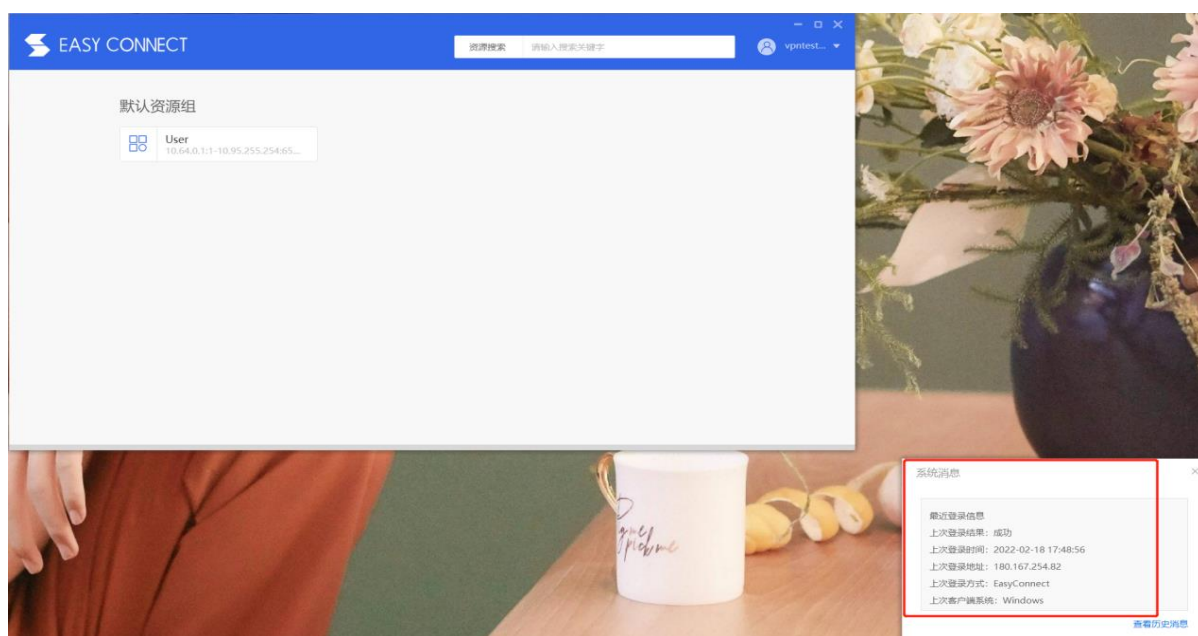 EASY CONNECT
资源搜索 请输入搜索关键字
vpntest...
默认资源组
User
10.64.0.1:1-10.95.255.254:65...
系统消息
最近登录信息
上次登录结果：成功
上次登录时间：2022-02-18 17:48:56
上次登录地址：180.167.254.82
上次登录方式：EasyConnect
上次客户端系统：Windows
查看历史消息